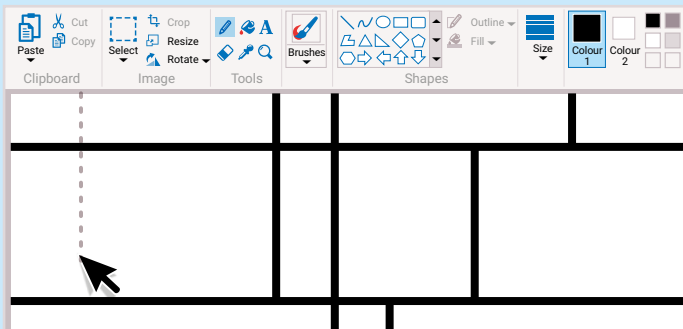 Paste
Cut
Copy
Clipboard
Select
Crop
Resize
Rotate
Image
A
Tools
Brushes
Shapes
Outline
Fill
Size
Colour
1
Colour
2